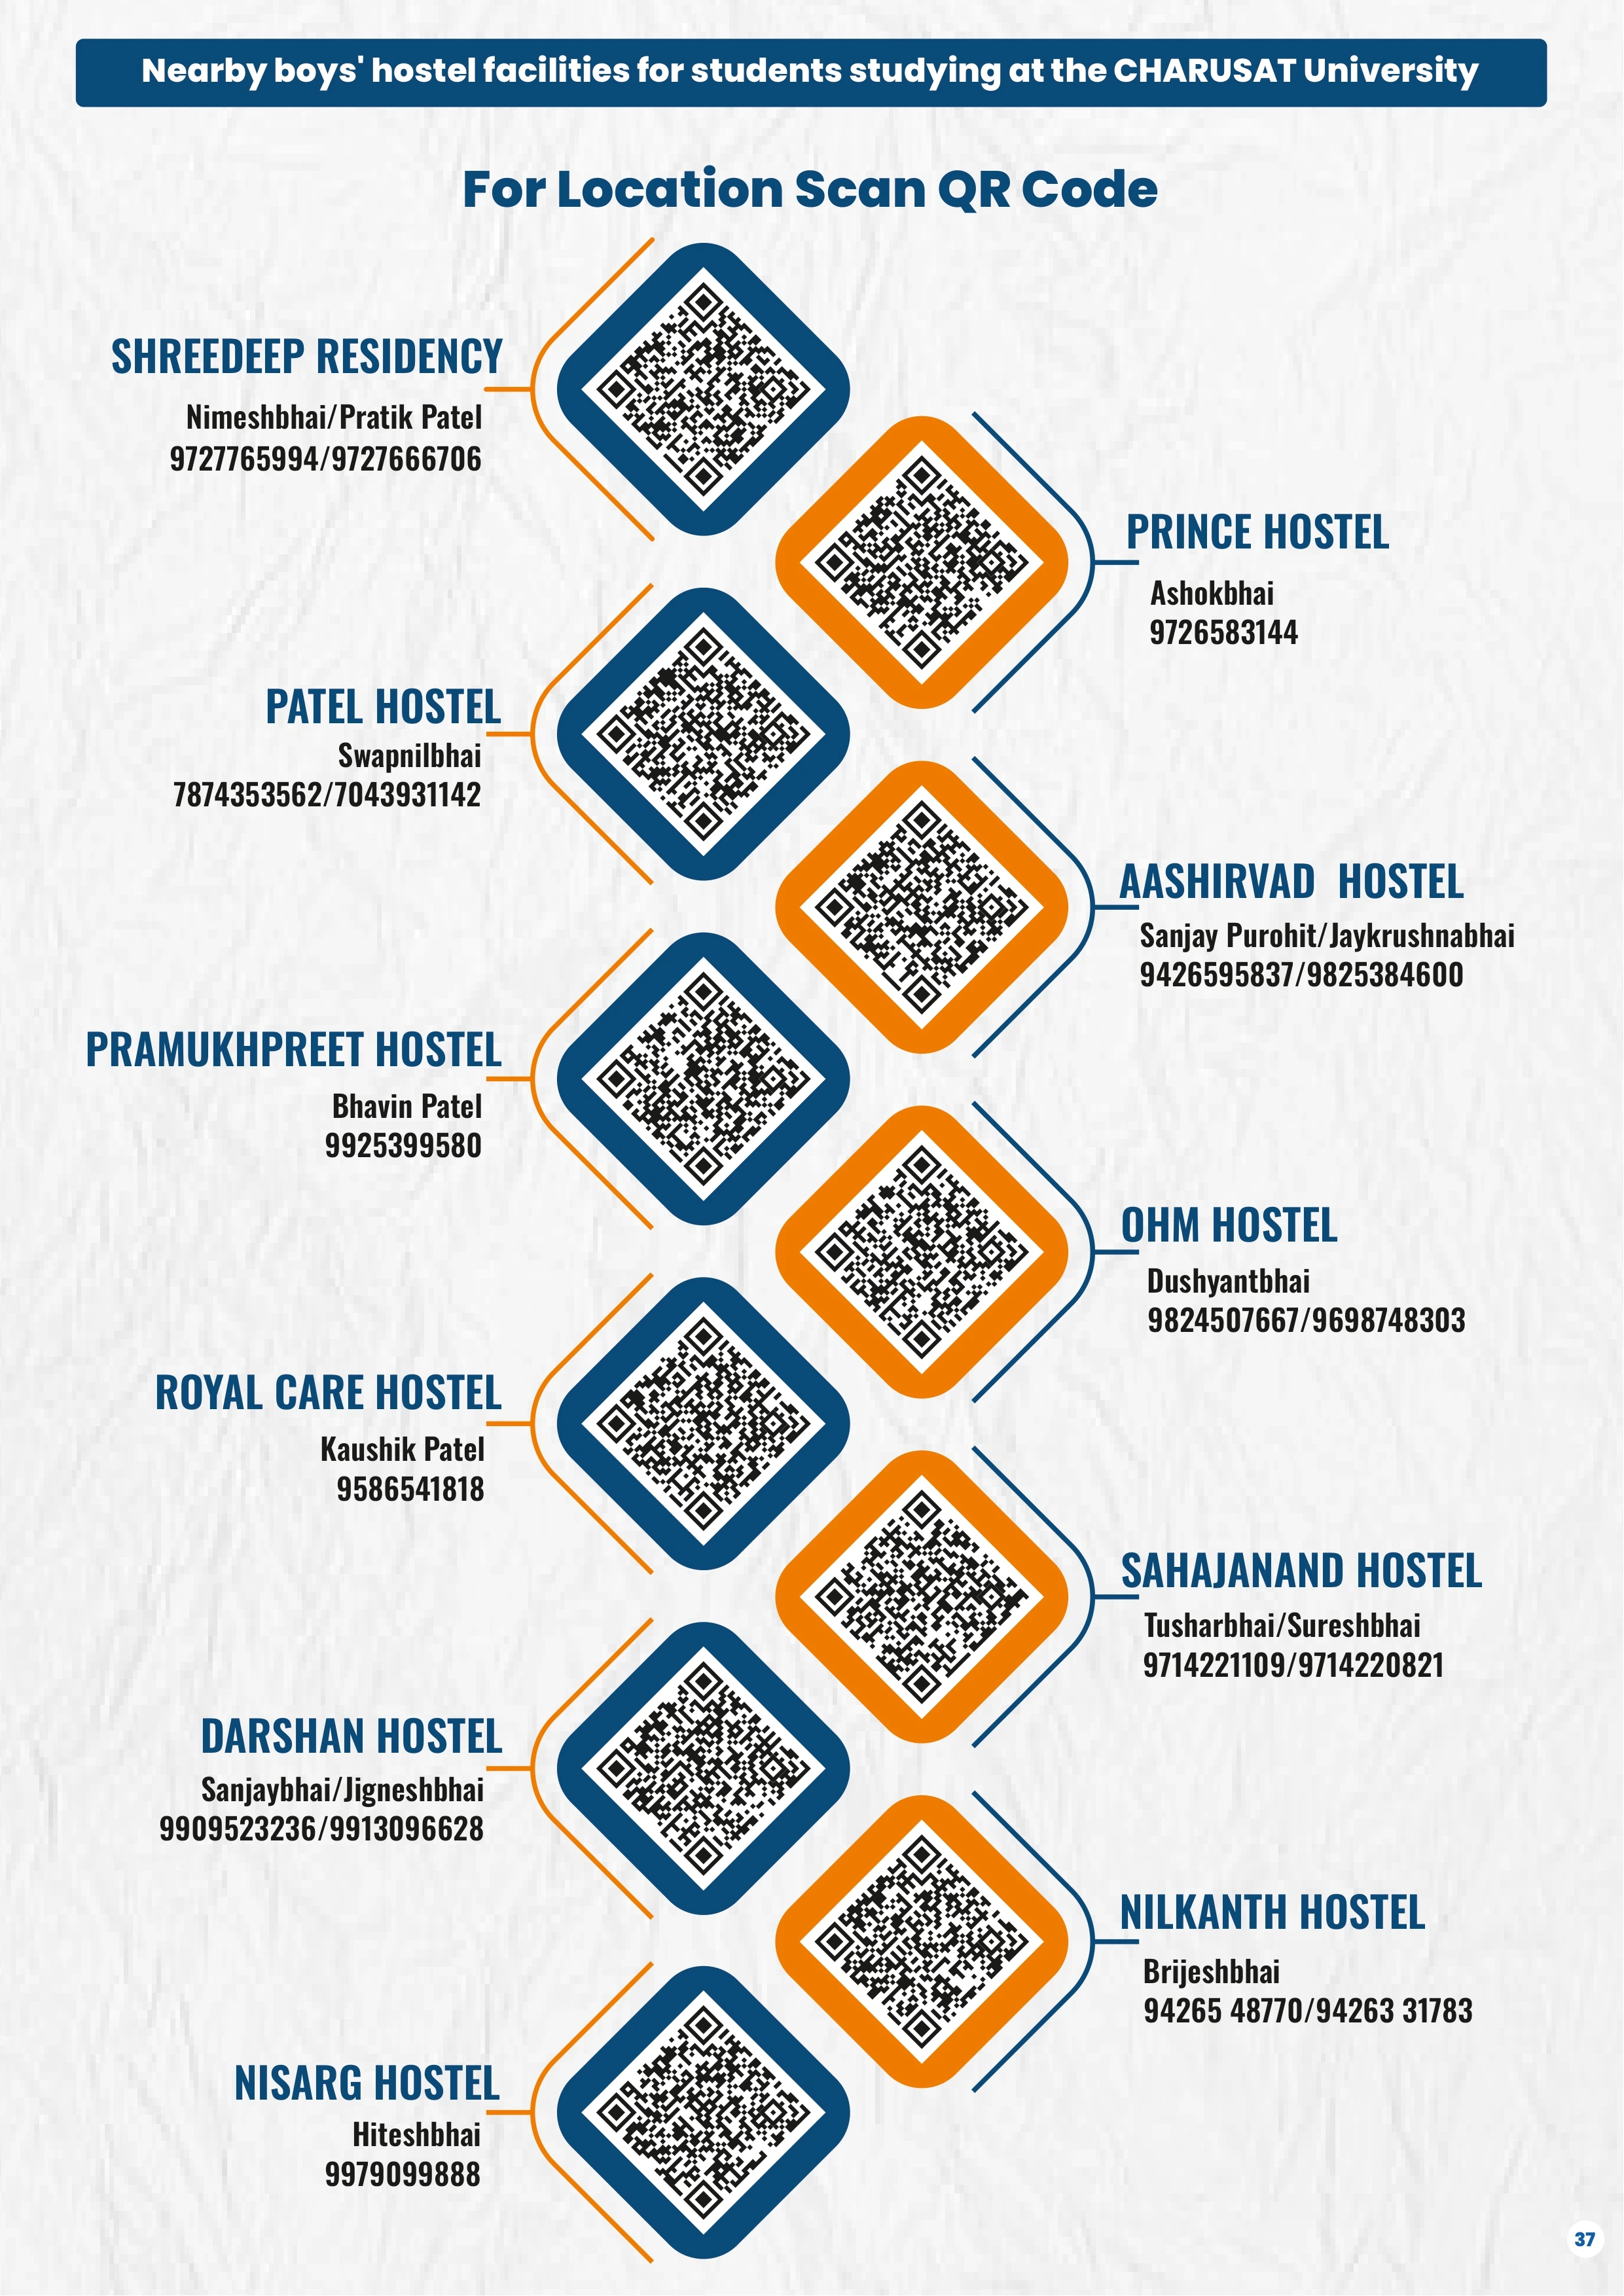 Nearby boys' hostel facilities for students studying at the CHARUSAT University
For Location Scan QR Code
SHREEDEEP RESIDENCY
Nimeshbhai/Pratik Patel
9727765994/9727666706
PRINCE HOSTEL
Ashokbhai
9726583144
PATEL HOSTEL
Swapnilbhai
7874353562/7043931142
AASHIRVAD HOSTEL
Sanjay Purohit/Jaykrushnabhai
9426595837/9825384600
PRAMUKHPREET HOSTEL
Bhavin Patel
9925399580
OHM HOSTEL
Dushyantbhai
9824507667/9698748303
ROYAL CARE HOSTEL
Kaushik Patel
9586541818
SAHAJANAND HOSTEL
Tusharbhai/Sureshbhai
9714221109/9714220821
DARSHAN HOSTEL
Sanjaybhai/Jigneshbhai
9909523236/9913096628
NILKANTH HOSTEL
Brijeshbhai
94265 48770/94263 31783
NISARG HOSTEL
Hiteshbhai
9979099888
37